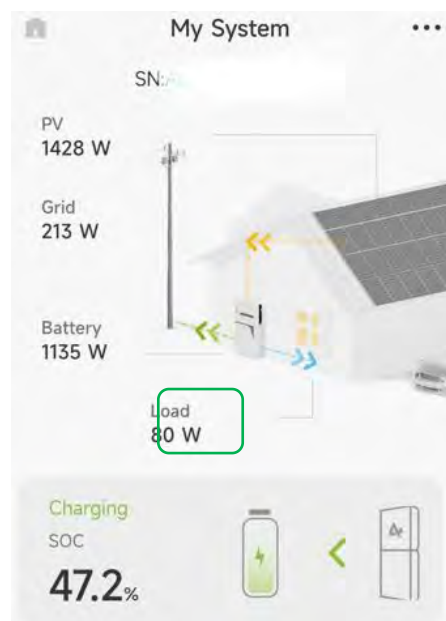 My System
SN:
PV
1428 W
Grid
213 W
Battery
1135 W
Load
80 W
Charging
SOC
47.2%